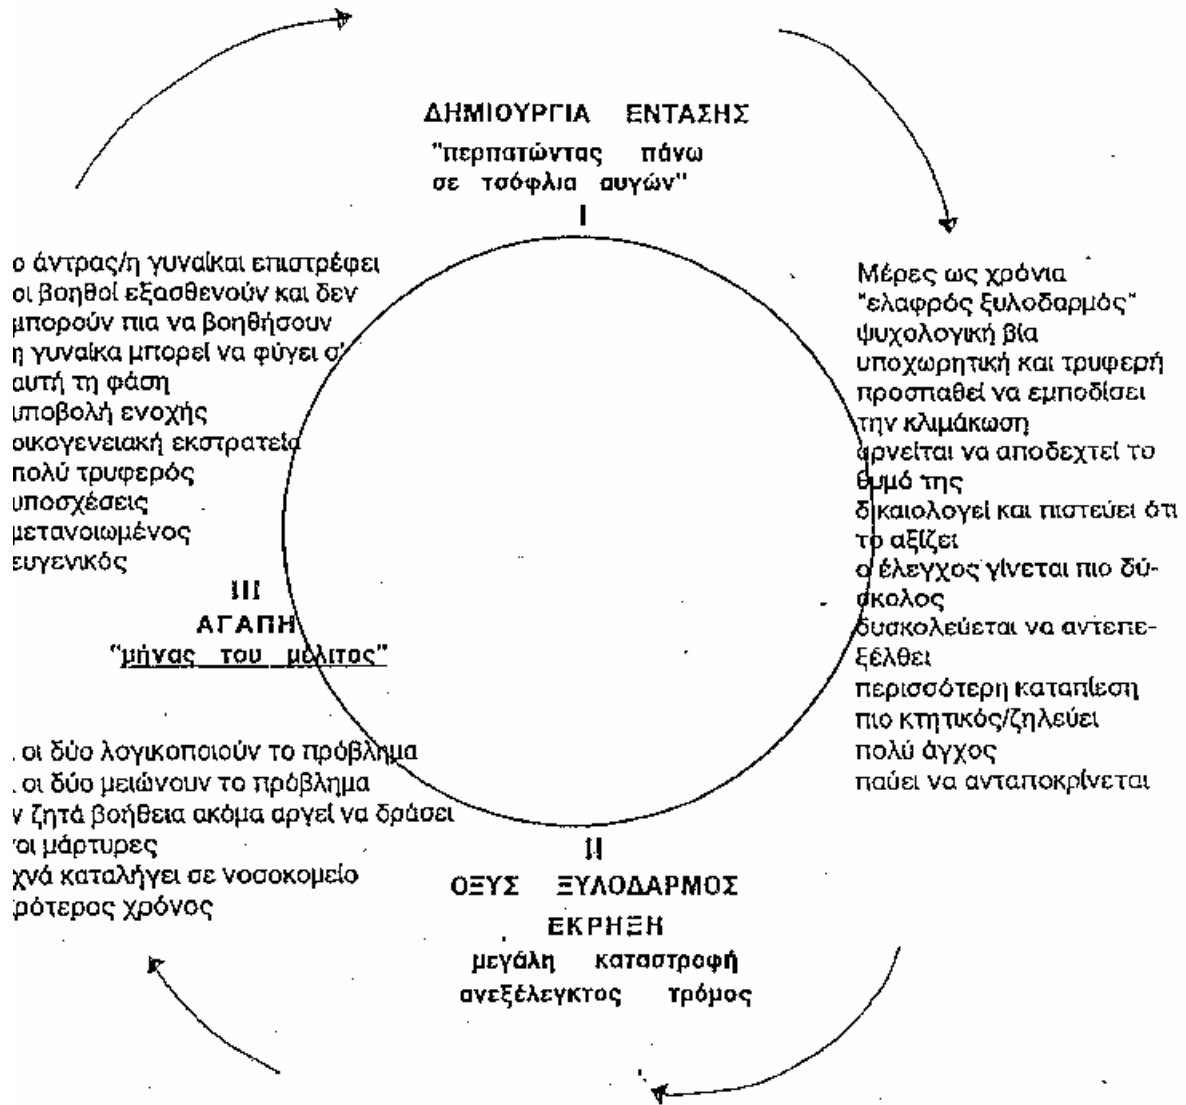 ΔΗΜΙΟΥΡΓΙΑ ΕΝΤΑΣΗΣ
"περπατώντας πάνω
σε τσόφλια αυγών"
I
Μέρες ως χρόνια
"ελαφρός ξυλοδαρμός"
ψυχολογική βία
υποχωρητική και τρυφερή
προσπαθεί να εμποδίσει
την κλιμάκωση
αρνείται να αποδεχτεί το
θυμό της
δικαιολογεί και πιστεύει ότι
το αξίζει
ο έλεγχος γίνεται πιο δύ-
σκολος
δυσκολεύεται να αντεπε-
ξέλθει
περισσότερη καταπίεση
πιο κτητικός/ζηλεύει
πολύ άγχος
παύει να ανταποκρίνεται
II
ΟΞΥΣ ΞΥΛΟΔΑΡΜΟΣ
ΕΚΡΗΞΗ
μεγάλη καταστροφή
ανεξέλεγκτος τρόμος
οι δύο λογικοποιούν το πρόβλημα
οι δύο μειώνουν το πρόβλημα
ν ζητά βοήθεια ακόμα αργεί να δράσει
οι μάρτυρες
χνά καταλήγει σε νοσοκομείο
ρότερος χρόνος
ο άντρας/η γυναίκαι επιστρέφει
οι βοηθοί εξασθενούν και δεν
μπορούν πια να βοηθήσουν
η γυναίκα μπορεί να φύγει σ'
αυτή τη φάση
υποβολή ενοχής
οικογενειακή εκστρατεία
πολύ τρυφερός
υποσχέσεις
μετανοιωμένος
ευγενικός
III
ΑΓΑΠΗ
"μήνας του μέλιτος"